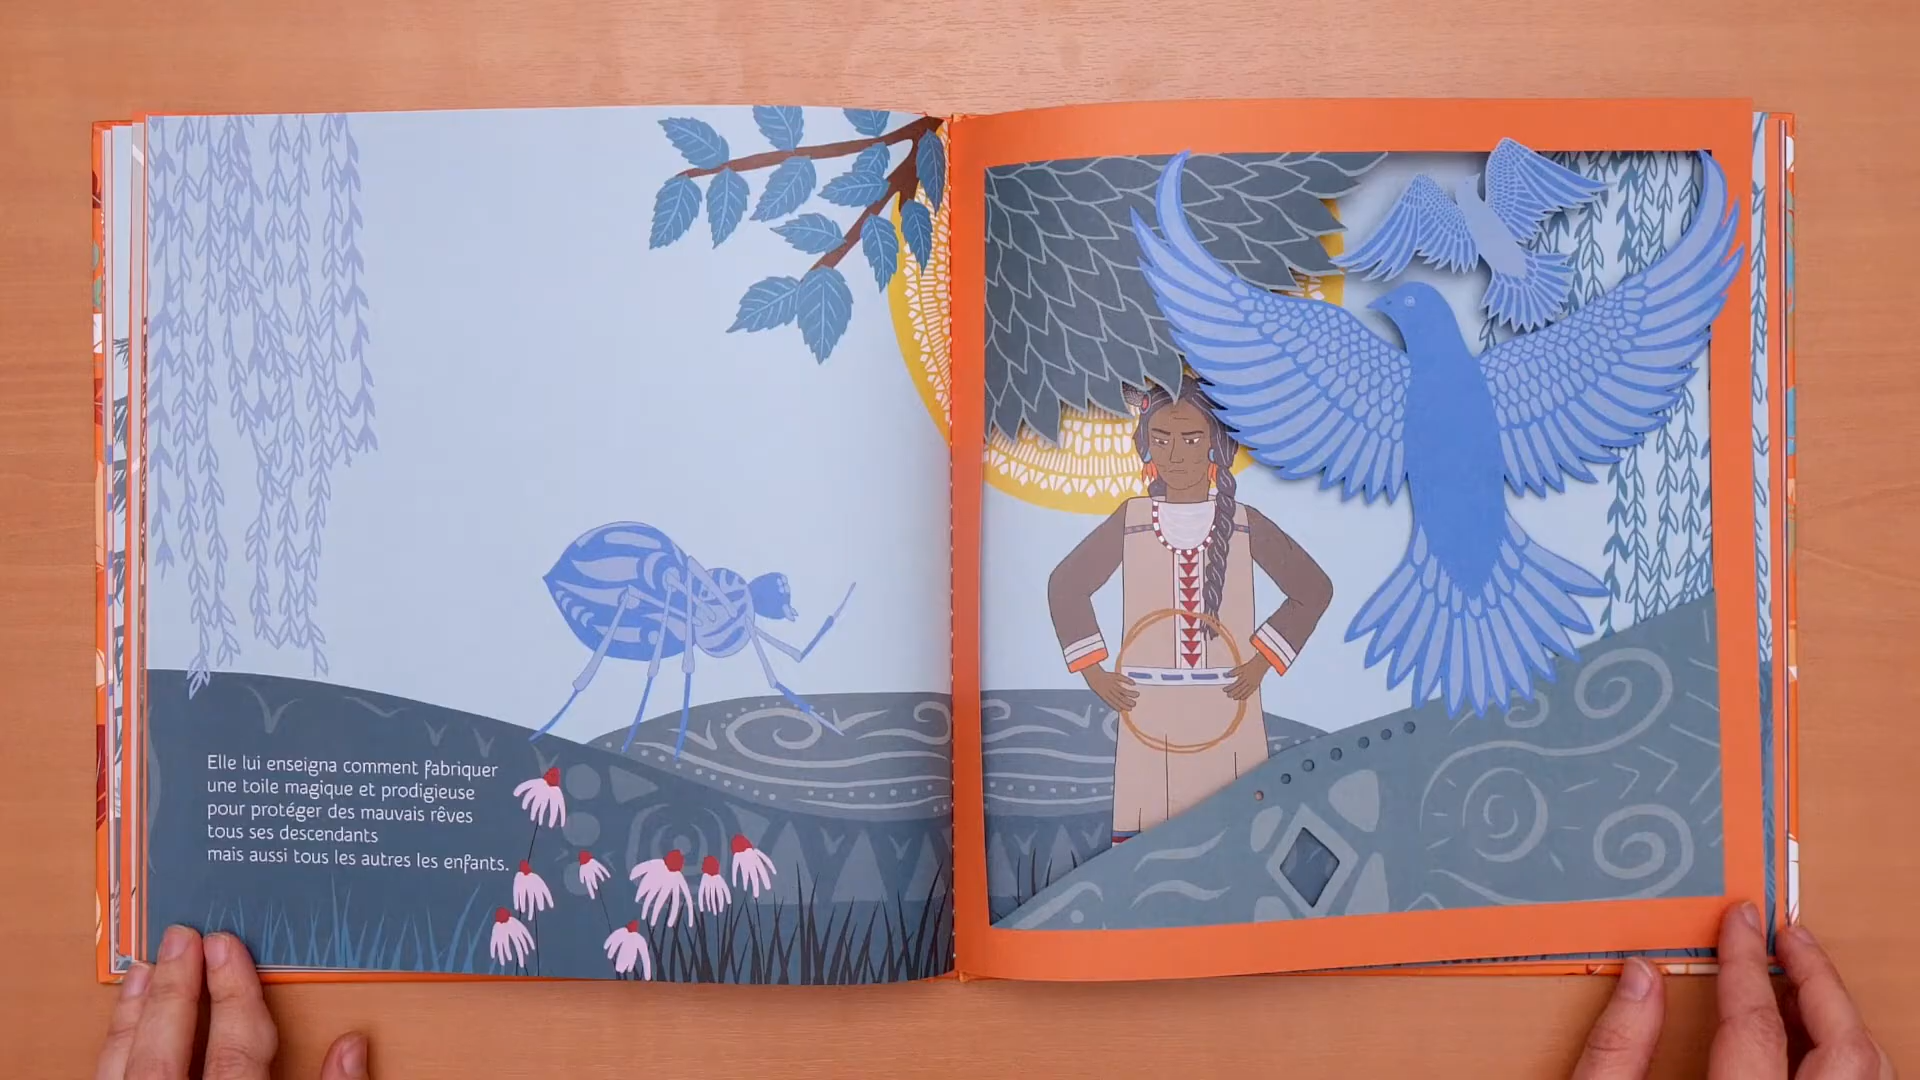 Elle lui enseigna comment fabriquer
une toile magique et prodigieuse
pour protéger des mauvais rêves
tous ses descendants
mais aussi tous les autres les enfants.